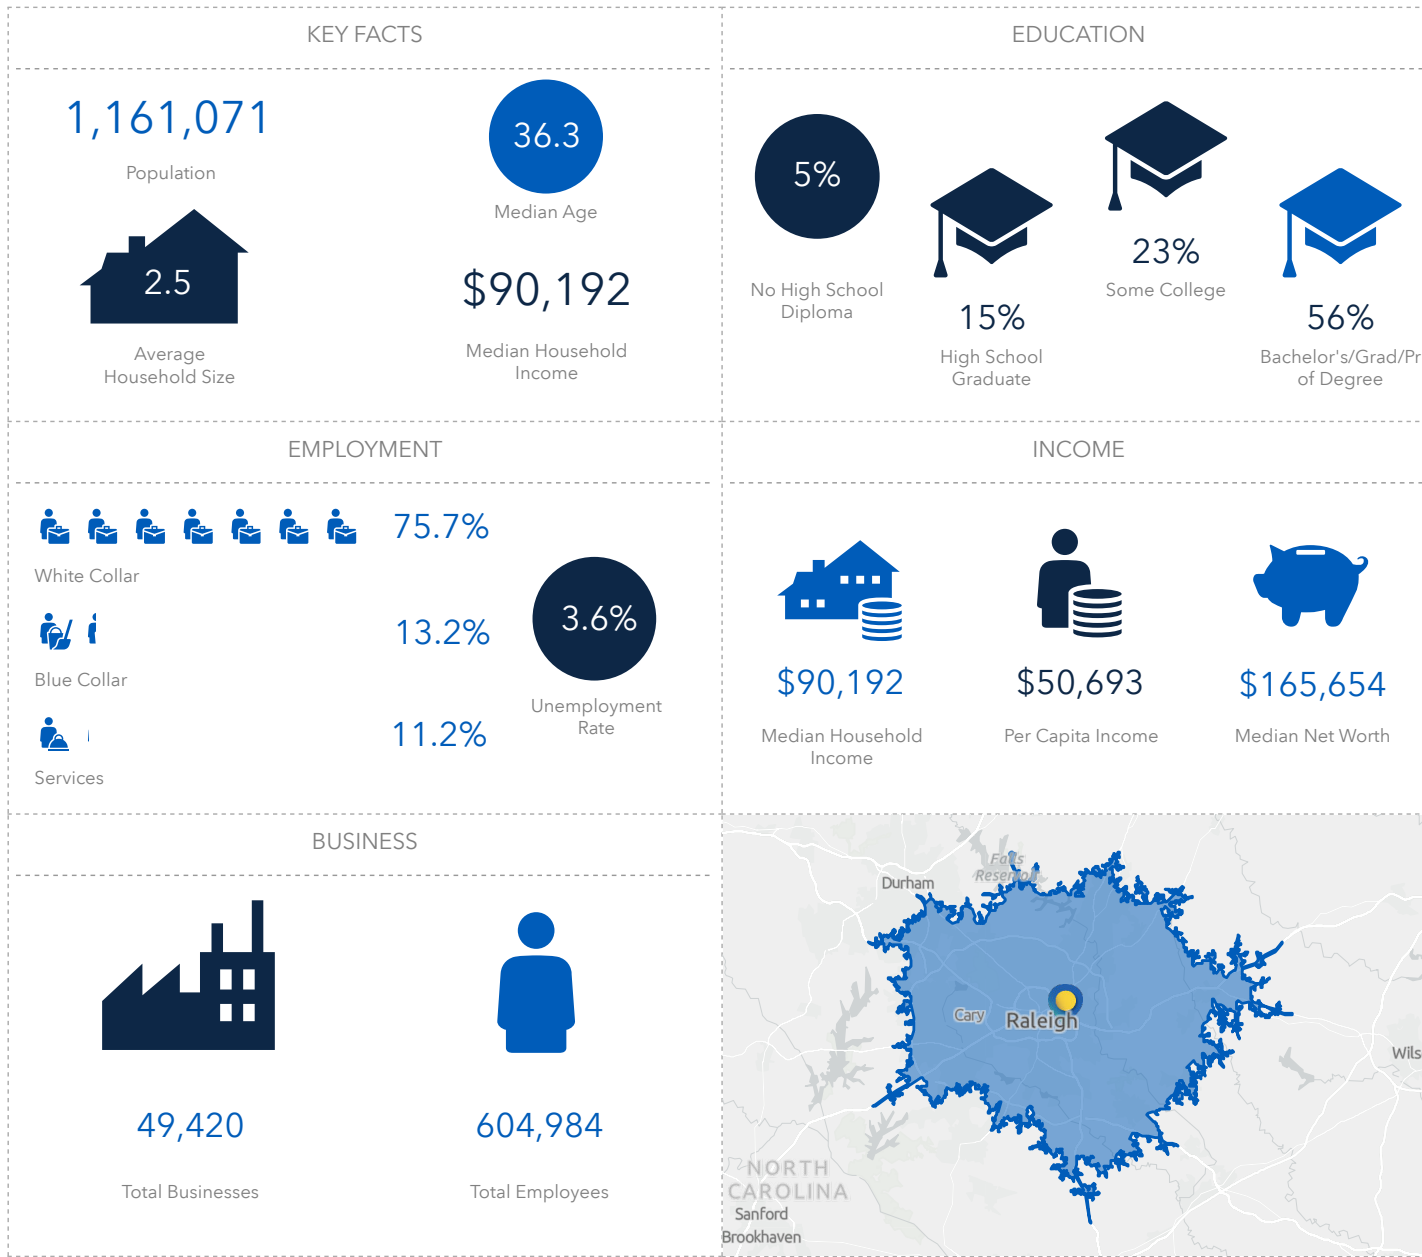 KEY FACTS
1,161,071
Population
36.3
Median Age
2.5
Average
Household Size
$90,192
Median Household
Income
EDUCATION
5%
No High School
Diploma
15%
High School
Graduate
23%
Some College
56%
Bachelor's/Grad/Pr
of Degree
EMPLOYMENT
75.7%
White Collar
13.2%
Blue Collar
11.2%
Services
3.6%
Unemployment
Rate
INCOME
$90,192
Median Household
Income
$50,693
Per Capita Income
$165,654
Median Net Worth
BUSINESS
49,420
Total Businesses
604,984
Total Employees
Falls
Durham
Cary
Raleigh
Wils
NORTH
CAROLINA
Sanford
Brookhaven